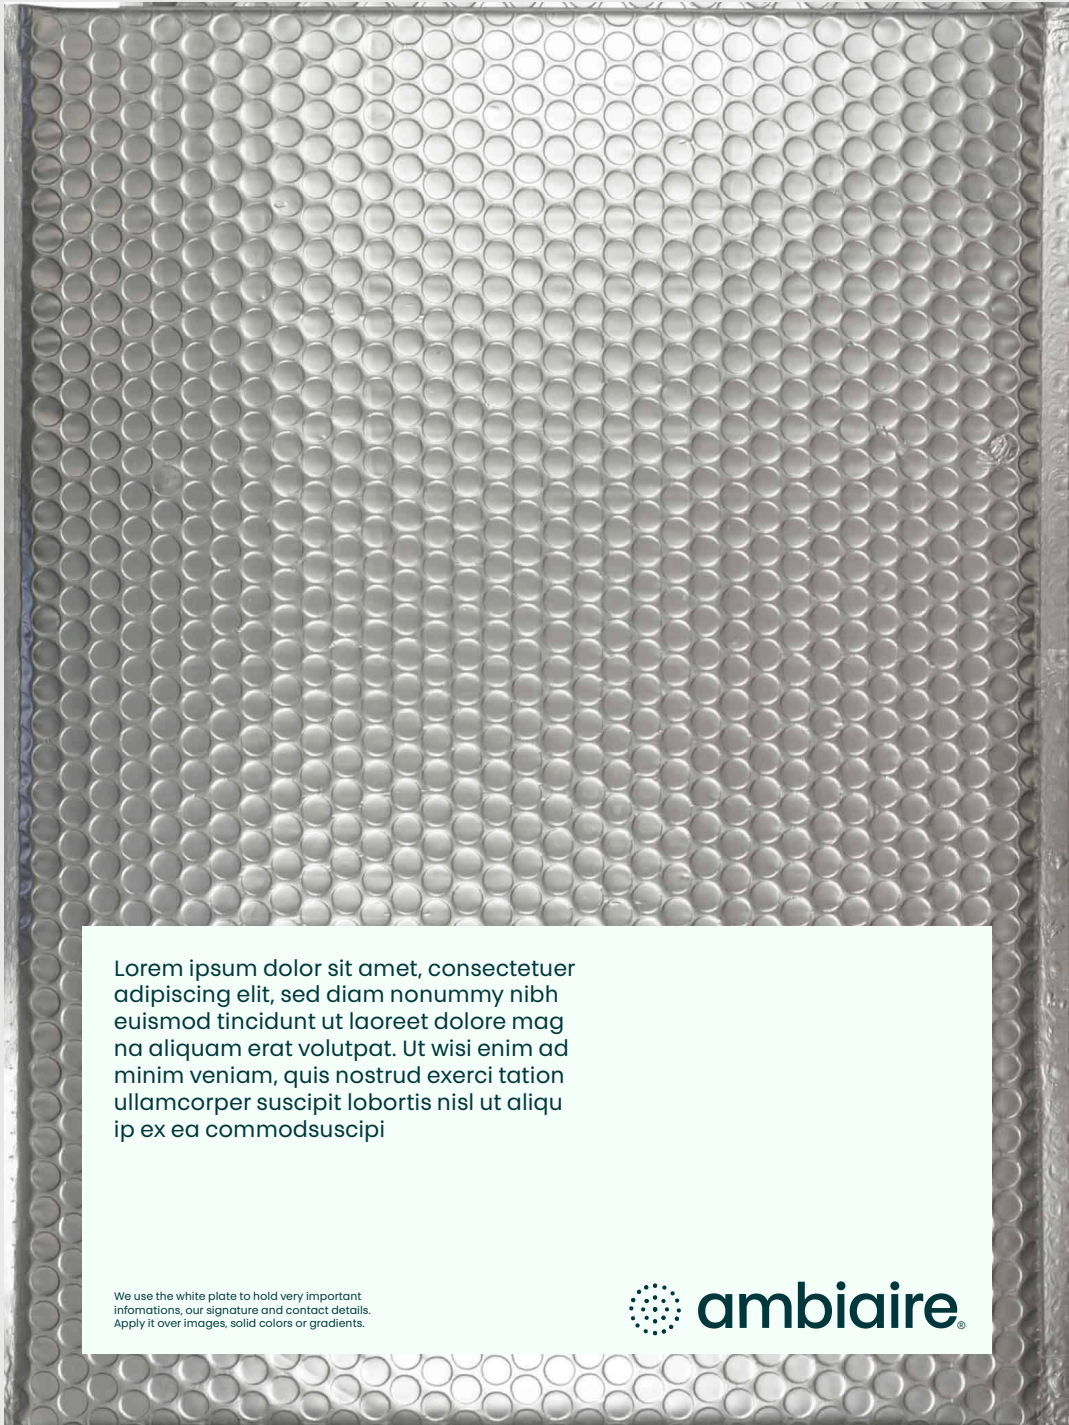 Lorem ipsum dolor sit amet, consectetuer
adipiscing elit, sed diam nonummy nibh
euismod tincidunt ut laoreet dolore mag
na aliquam erat volutpat. Ut wisi enim ad
minim veniam, quis nostrud exerci tation
ullamcorper suscipit lobortis nisl ut aliqu
ip ex ea commodsuscipi
We use the white plate to hold very important
infomations, our signature and contact details.
Apply it over images, solid colors or gradients.
ambiaire®